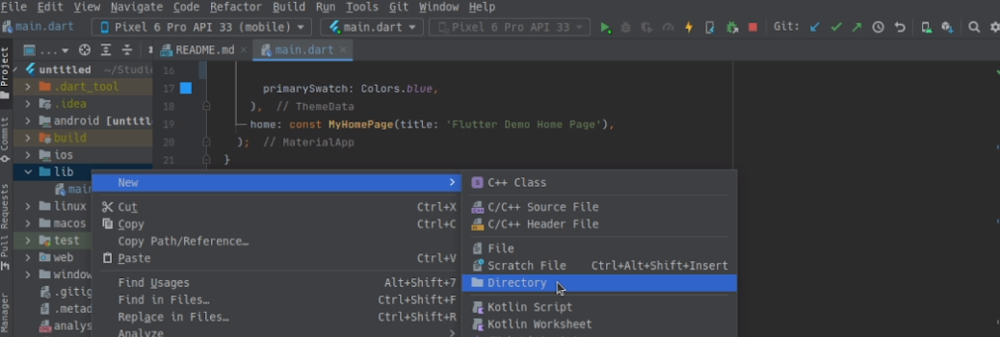 File Edit View Navigate Code Refactor Build Run Tools Git Window Help
main.dart Pixel 6 Pro API 33 (mobile) main.dart Pixel 6 Pro API 33 Git:
Project ... README.md main.dart
untitled ~/Studi
.dart_tool
.idea
android [untitl
build
ios
lib
main
linux
macos
test
web
window
.gitig
.metad
analys
Commit
Pull Requests
Manager
16
17 primarySwatch: Colors.blue,
18 ), // ThemeData
19 home: const MyHomePage(title: 'Flutter Demo Home Page'),
20 ); // MaterialApp
21 }
New
Cut Ctrl+X
Copy Ctrl+C
Copy Path/Reference…
Paste Ctrl+V
Find Usages Alt+Shift+7
Find in Files… Ctrl+Shift+F
Replace in Files… Ctrl+Shift+R
Analyze
C++ Class
C/C++ Source File
C/C++ Header File
File
Scratch File Ctrl+Alt+Shift+Insert
Directory
Kotlin Script
Kotlin Worksheet